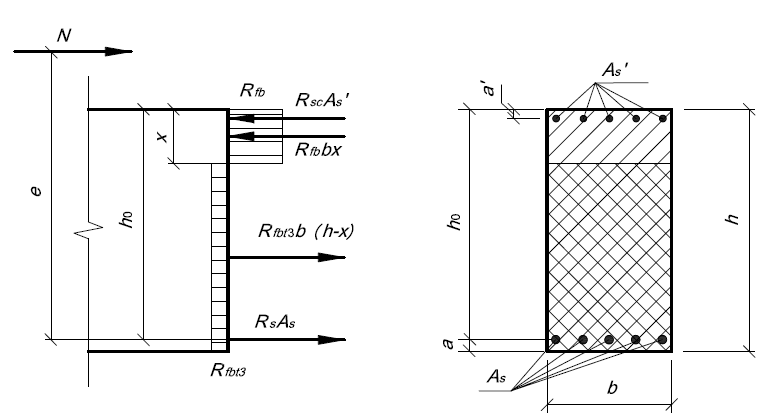 N
Rfb
RscAs'
Rfbbx
x
e
h0
Rfbt3b (h-x)
RsAs
Rfbt3
As'
a'
h0
h
a
As
b